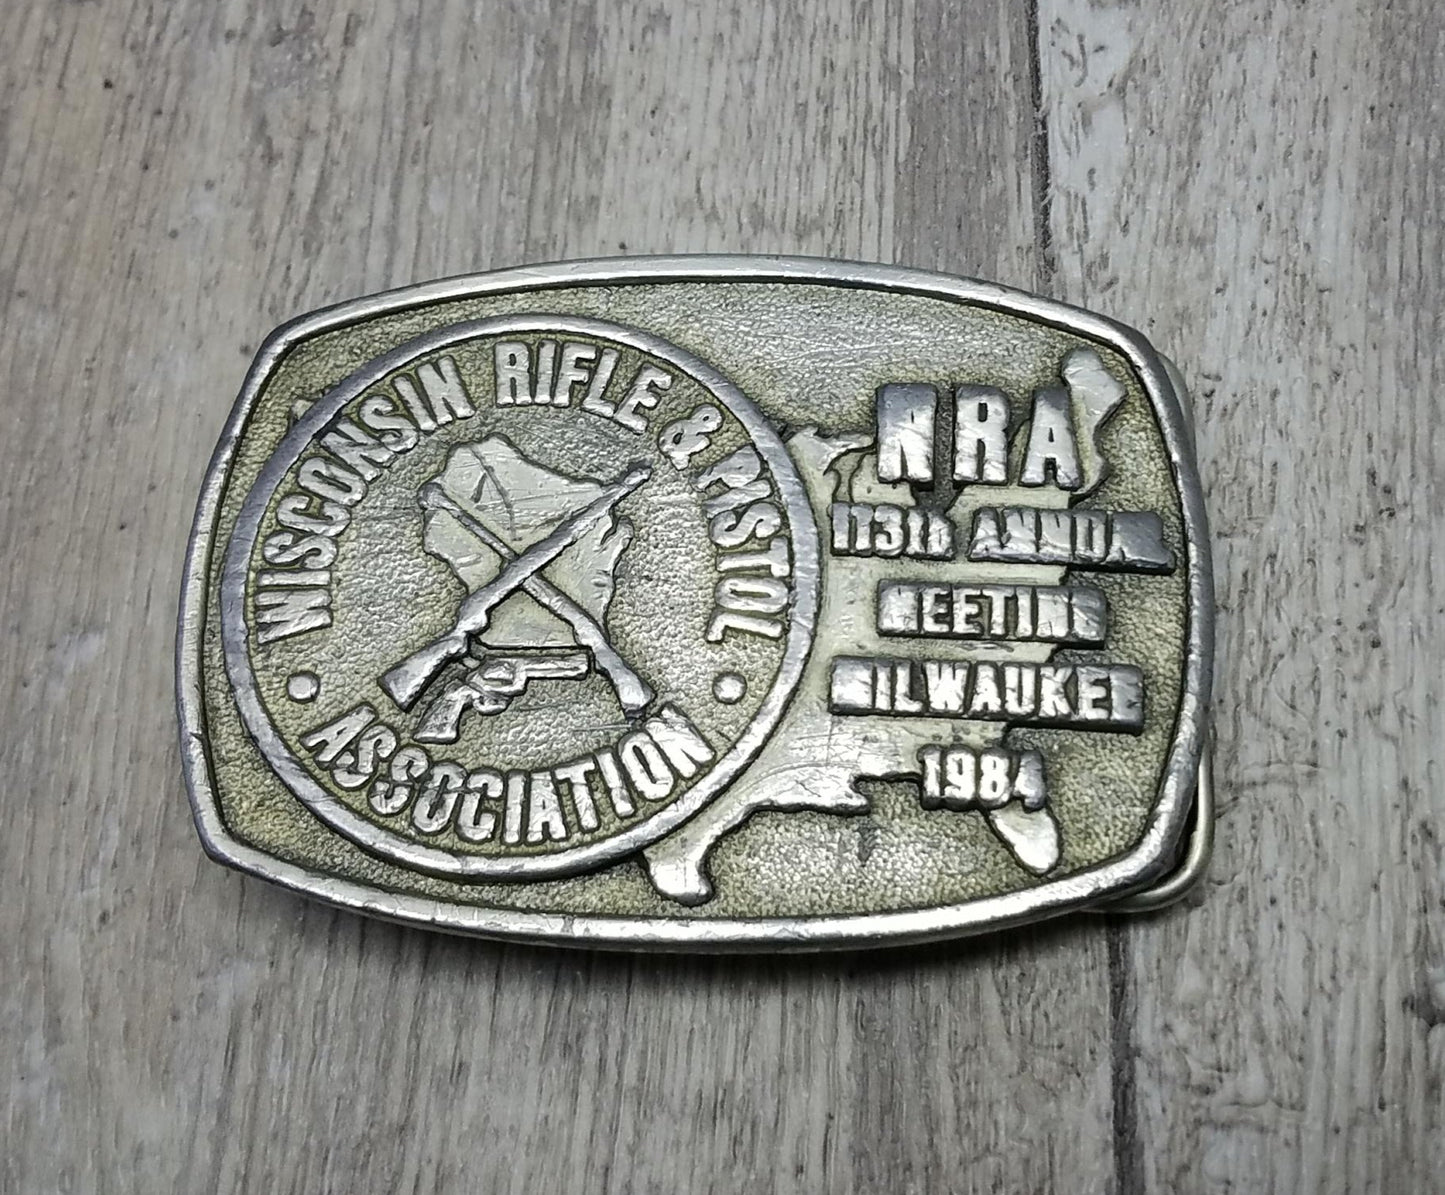 WISCONSIN RIFLE & PISTOL
ASSOCIATION
NRA
113th ANNUAL
MEETING
MILWAUKEE
1984